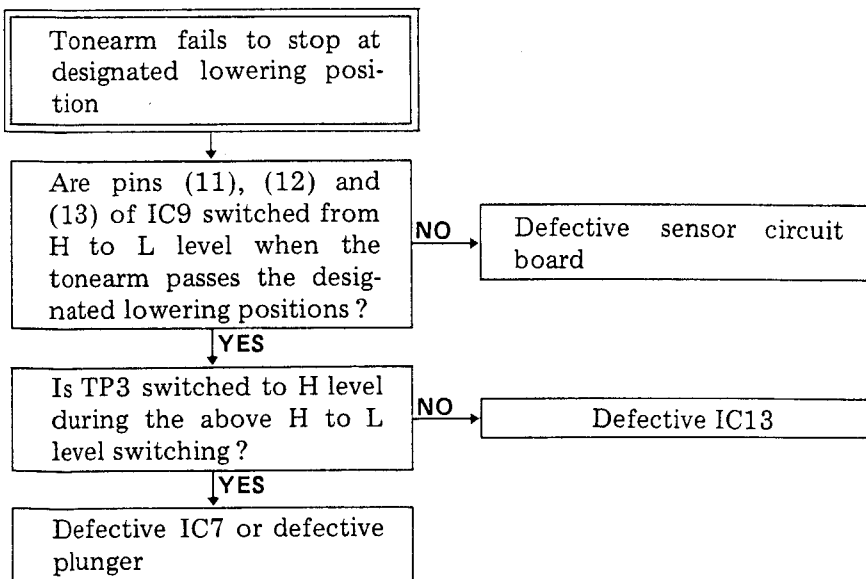 Tonearm fails to stop at
designated lowering posi-
tion
Are pins (11), (12) and
(13) of IC9 switched from
H to L level when the
tonearm passes the desig-
nated lowering positions?
NO
Defective sensor circuit
board
YES
Is TP3 switched to H level
during the above H to L
level switching?
NO
Defective IC13
YES
Defective IC7 or defective
plunger